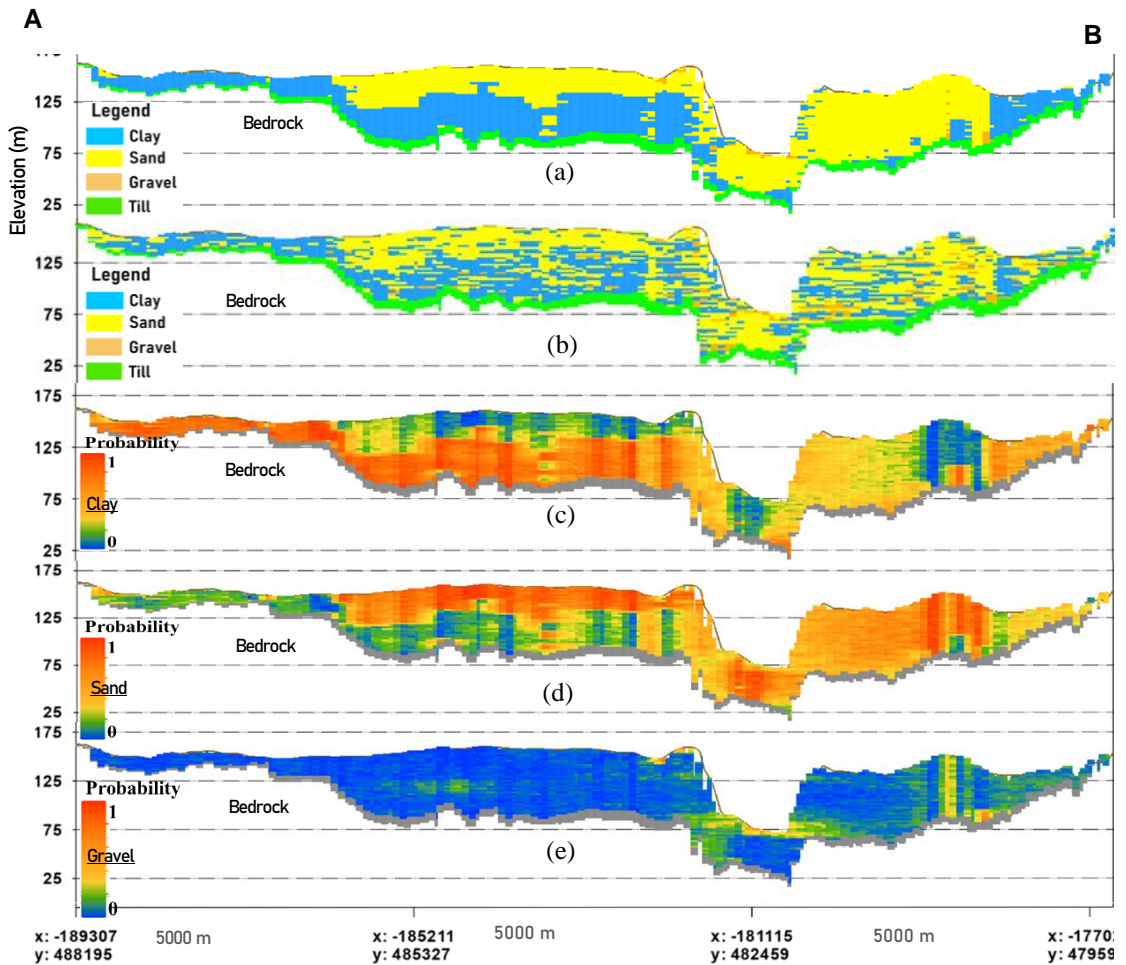 A
B
Elevation (m)
125
75
25
Legend
Clay
Sand
Gravel
Till
Bedrock
(a)
125
75
25
Legend
Clay
Sand
Gravel
Till
Bedrock
(b)
175
125
75
25
Probability
1
Clay
0
Bedrock
(c)
175
125
75
25
Probability
1
Sand
0
Bedrock
(d)
175
125
75
25
Probability
1
Gravel
0
Bedrock
(e)
x: -189307
y: 488195
5000 m
x: -185211
y: 485327
5000 m
x: -181115
y: 482459
5000 m
x: -1770
y: 47959